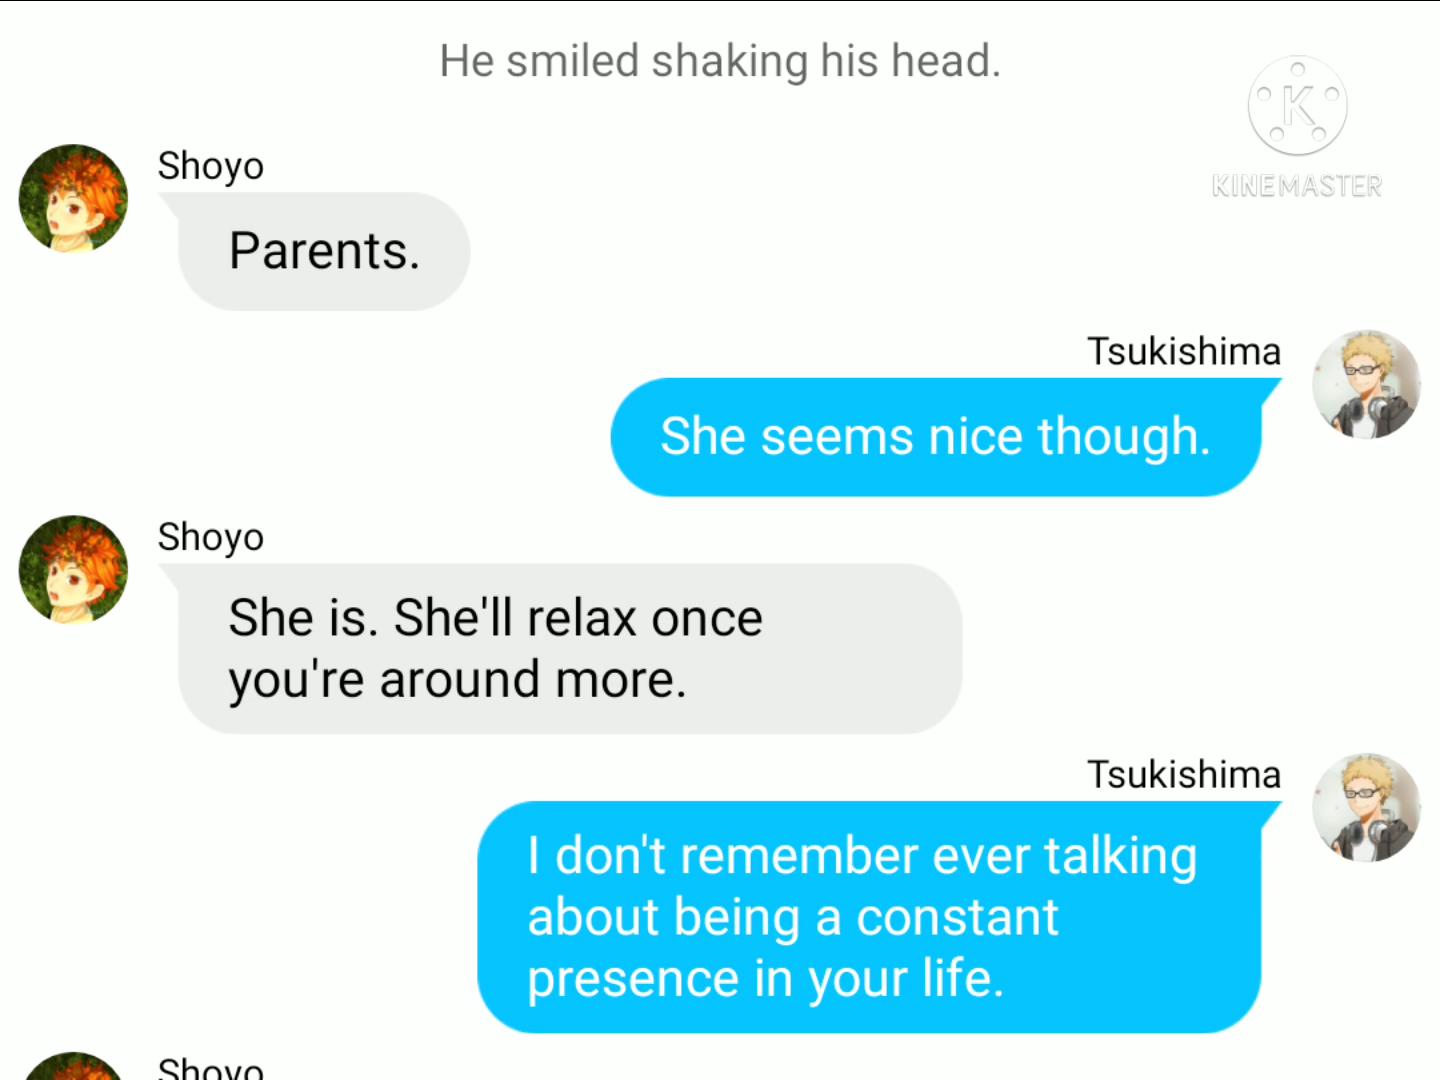 He smiled shaking his head.
KINEMASTER
Shoyo
Parents.
Tsukishima
She seems nice though.
Shoyo
She is. She'll relax once
you're around more.
Tsukishima
I don't remember ever talking
about being a constant
presence in your life.
Shoyo